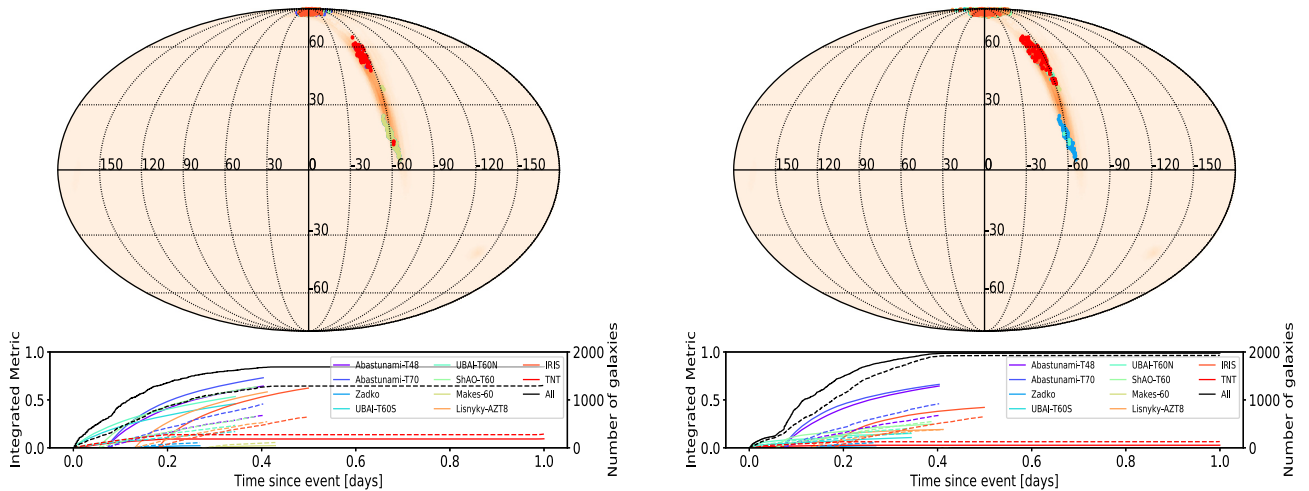 60
30
150 120 90 60 30 0 -30 -60 -90 -120 -150
-30
-60
1.0
0.5
0.0
Integrated Metric
Abastunami-T48
Abastunami-T70
Zadko
UBAI-T60S
UBAI-T60N
ShAO-T60
Makes-60
Lisnyky-AZT8
IRIS
TNT
All
2000
1000
0
Number of galaxies
0.0 0.2 0.4 0.6 0.8 1.0
Time since event [days]
60
30
150 120 90 60 30 0 -30 -60 -90 -120 -150
-30
-60
1.0
0.5
0.0
Integrated Metric
Abastunami-T48
Abastunami-T70
Zadko
UBAI-T60S
UBAI-T60N
ShAO-T60
Makes-60
Lisnyky-AZT8
IRIS
TNT
All
2000
1000
0
Number of galaxies
0.0 0.2 0.4 0.6 0.8 1.0
Time since event [days]